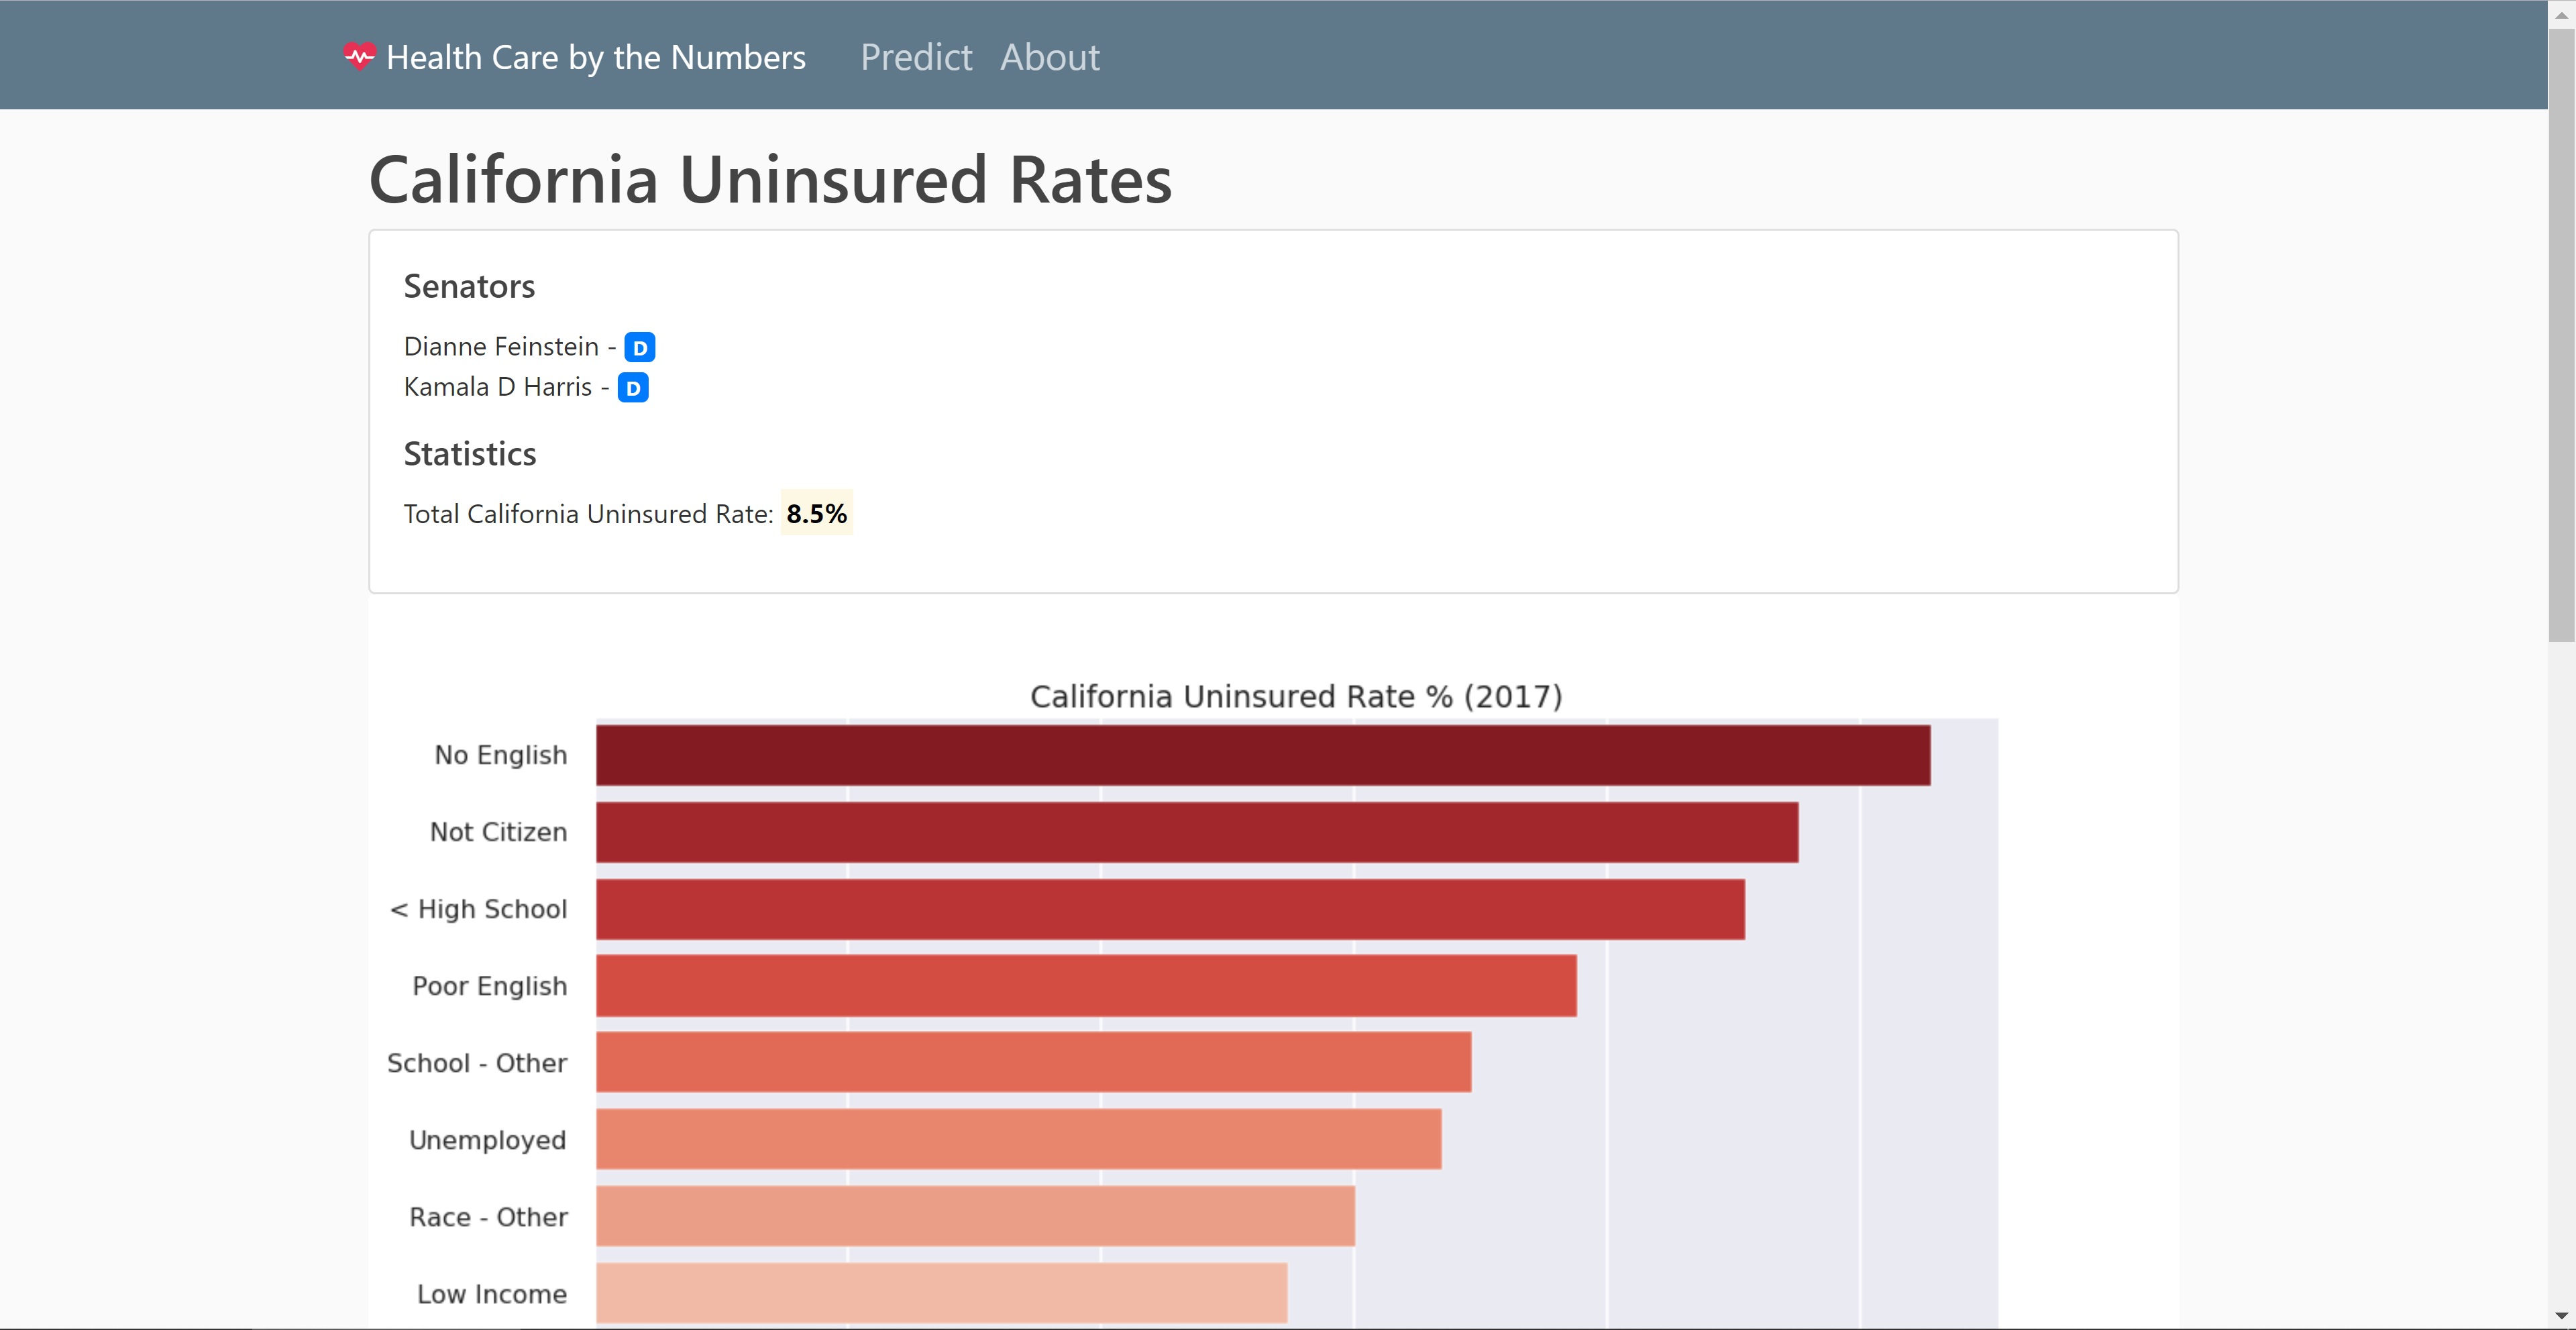 Health Care by the Numbers Predict About
California Uninsured Rates
Senators
Dianne Feinstein - D
Kamala D Harris - D
Statistics
Total California Uninsured Rate: 8.5%
California Uninsured Rate % (2017)
No English
Not Citizen
< High School
Poor English
School - Other
Unemployed
Race - Other
Low Income